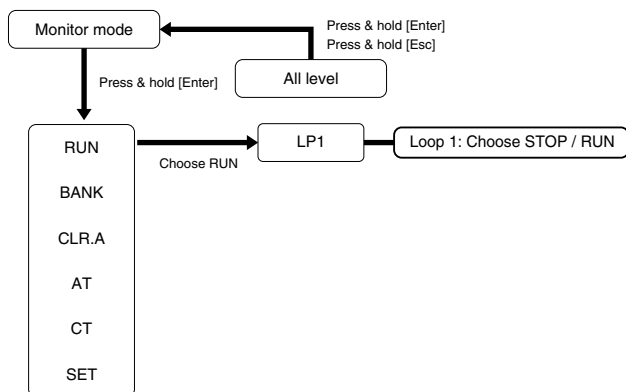 Monitor mode
Press & hold [Enter]
Press & hold [Esc]
All level
Press & hold [Enter]
RUN
BANK
CLR.A
AT
CT
SET
Choose RUN
LP1
Loop 1: Choose STOP / RUN